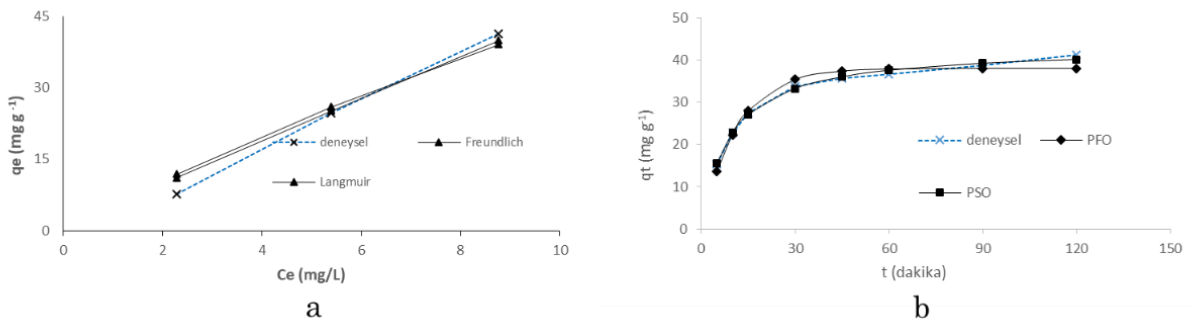 45
30
15
0
qe (mg g⁻¹)
deneysel
Freundlich
Langmuir
0 2 4 6 8 10
Ce (mg/L)
a
50
40
30
20
10
0
qt (mg g⁻¹)
deneysel
PFO
PSO
0 30 60 90 120 150
t (dakika)
b